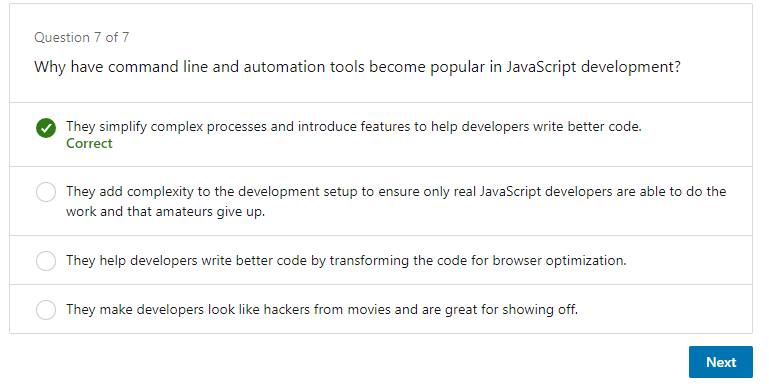 Question 7 of 7
Why have command line and automation tools become popular in JavaScript development?
They simplify complex processes and introduce features to help developers write better code.
Correct
They add complexity to the development setup to ensure only real JavaScript developers are able to do the
work and that amateurs give up.
They help developers write better code by transforming the code for browser optimization.
They make developers look like hackers from movies and are great for showing off.
Next